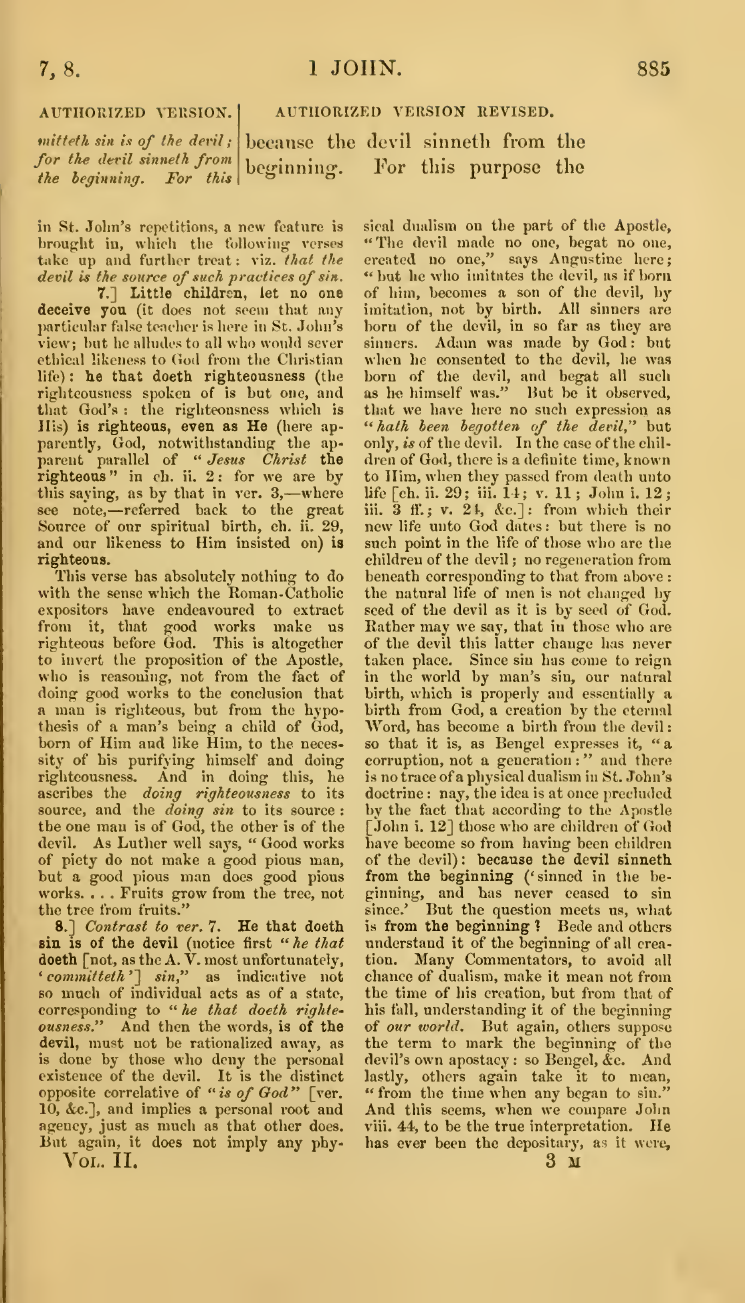 7, 8.
1 JOHN.
885
AUTHORIZED VERSION.
mitteth sin is of the devil;
for the devil sinneth from
the beginning. For this
AUTHORIZED VERSION REVISED.
because the devil sinneth from the
beginning. For this purpose the
in St. John's repetitions, a new feature is
brought in, which the following verses
take up and further treat: viz. that the
devil is the source of such practices of sin.
7.] Little children, let no one
deceive you (it does not seem that any
particular false teacher is here in St. John's
view; but he alludes to all who would sever
ethical likeness to God from the Christian
life): he that doeth righteousness (the
righteousness spoken of is but one, and
that God's : the righteousness which is
His) is righteous, even as He (here ap-
parently, God, notwithstanding the ap-
parent parallel of “ Jesus Christ the
righteous” in ch. ii. 2: for we are by
this saying, as by that in ver. 3,—where
see note,—referred back to the great
Source of our spiritual birth, ch. ii. 29,
and our likeness to Him insisted on) is
righteous.
This verse has absolutely nothing to do
with the sense which the Roman-Catholic
expositors have endeavoured to extract
from it, that good works make us
righteous before God. This is altogether
to invert the proposition of the Apostle,
who is reasoning, not from the fact of
doing good works to the conclusion that
a man is righteous, but from the hypo-
thesis of a man's being a child of God,
born of Him and like Him, to the neces-
sity of his purifying himself and doing
righteousness. And in doing this, he
ascribes the doing righteousness to its
source, and the doing sin to its source :
the one man is of God, the other is of the
devil. As Luther well says, “ Good works
of piety do not make a good pious man,
but a good pious man does good pious
works. . . . Fruits grow from the tree, not
the tree from fruits.”
8.] Contrast to ver. 7. He that doeth
sin is of the devil (notice first “he that
doeth [not, as the A. V. most unfortunately,
‘ committeth ’] sin,” as indicative not
so much of individual acts as of a state,
corresponding to “ he that doeth righte-
ousness.” And then the words, is of the
devil, must not be rationalized away, as
is done by those who deny the personal
existence of the devil. It is the distinct
opposite correlative of “is of God” [ver.
10, &c.], and implies a personal root and
agency, just as much as that other does.
But again, it does not imply any phy-
sical dualism on the part of the Apostle,
“The devil made no one, begat no one,
created no one,” says Augustine here;
“ but he who imitates the devil, as if born
of him, becomes a son of the devil, by
imitation, not by birth. All sinners are
born of the devil, in so far as they are
sinners. Adam was made by God: but
when he consented to the devil, he was
born of the devil, and begat all such
as he himself was.” But be it observed,
that we have here no such expression as
“hath been begotten of the devil,” but
only, is of the devil. In the case of the chil-
dren of God, there is a definite time, known
to Him, when they passed from death unto
life [ch. ii. 29; iii. 14; v. 11; John i. 12;
iii. 3 ff.; v. 24, &c.]: from which their
new life unto God dates: but there is no
such point in the life of those who are the
children of the devil; no regeneration from
beneath corresponding to that from above :
the natural life of men is not changed by
seed of the devil as it is by seed of God.
Rather may we say, that in those who are
of the devil this latter change has never
taken place. Since sin has come to reign
in the world by man's sin, our natural
birth, which is properly and essentially a
birth from God, a creation by the eternal
Word, has become a birth from the devil:
so that it is, as Bengel expresses it, “a
corruption, not a generation:” and there
is no trace of a physical dualism in St. John's
doctrine: nay, the idea is at once precluded
by the fact that according to the Apostle
[John i. 12] those who are children of God
have become so from having been children
of the devil): because the devil sinneth
from the beginning (‘sinned in the be-
ginning, and has never ceased to sin
since.’ But the question meets us, what
is from the beginning ? Bede and others
understand it of the beginning of all crea-
tion. Many Commentators, to avoid all
chance of dualism, make it mean not from
the time of his creation, but from that of
his fall, understanding it of the beginning
of our world. But again, others suppose
the term to mark the beginning of the
devil's own apostacy: so Bengel, &c. And
lastly, others again take it to mean,
“from the time when any began to sin.”
And this seems, when we compare John
viii. 44, to be the true interpretation. He
has ever been the depositary, as it were,
VOL. II.
3 M